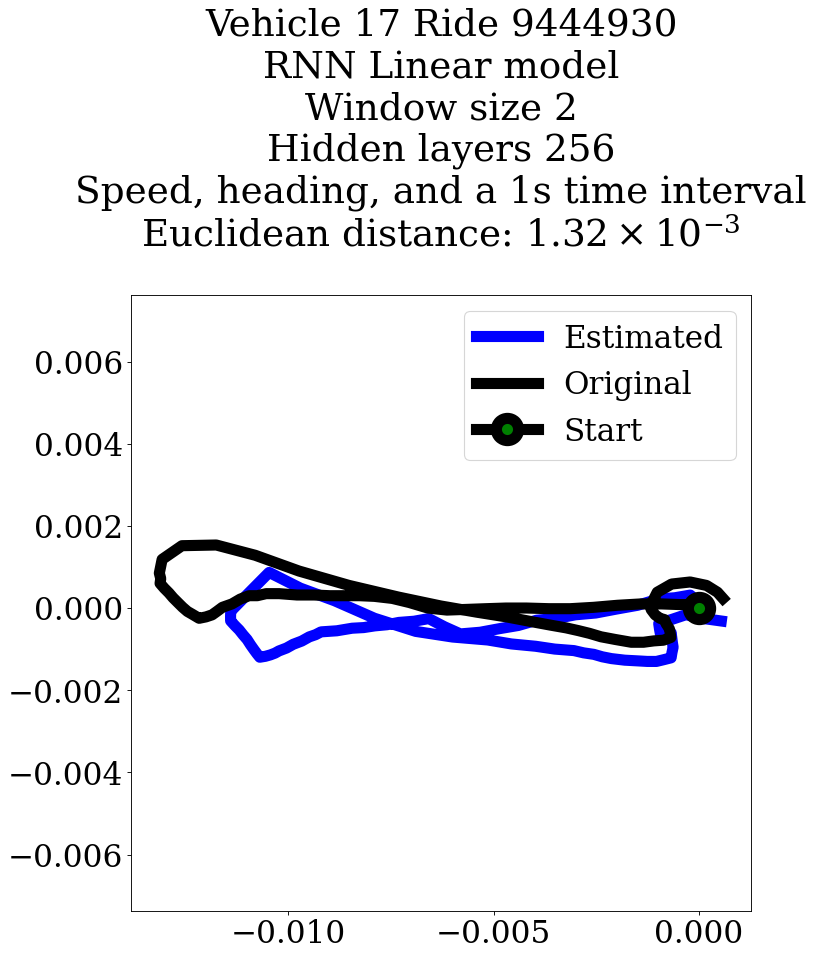 Vehicle 17 Ride 9444930
RNN Linear model
Window size 2
Hidden layers 256
Speed, heading, and a 1s time interval
Euclidean distance: 1.32 × 10⁻³
Estimated
Original
Start
0.006
0.004
0.002
0.000
−0.002
−0.004
−0.006
−0.010 −0.005 0.000